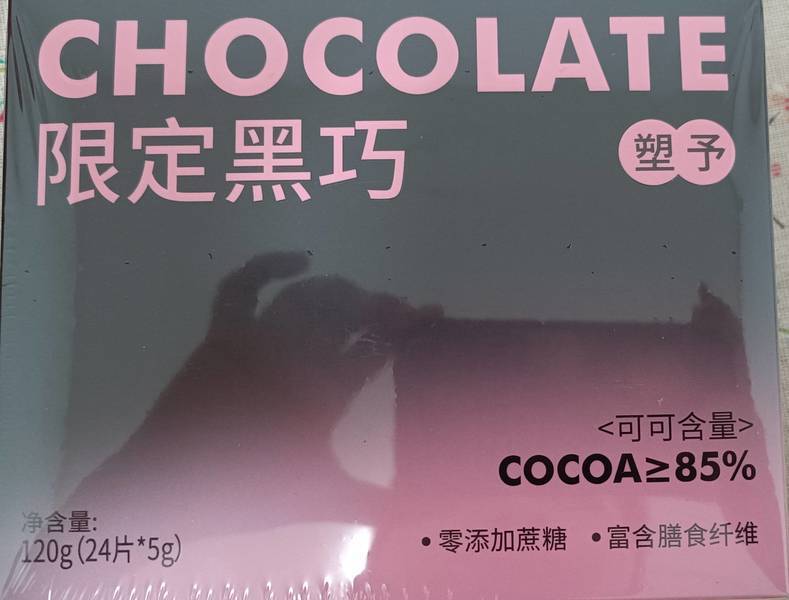 CHOCOLATE
限定黑巧
塑予
<可可含量>
COCOA≥85%
净含量:
120g(24片*5g)
•零添加蔗糖 •富含膳食纤维